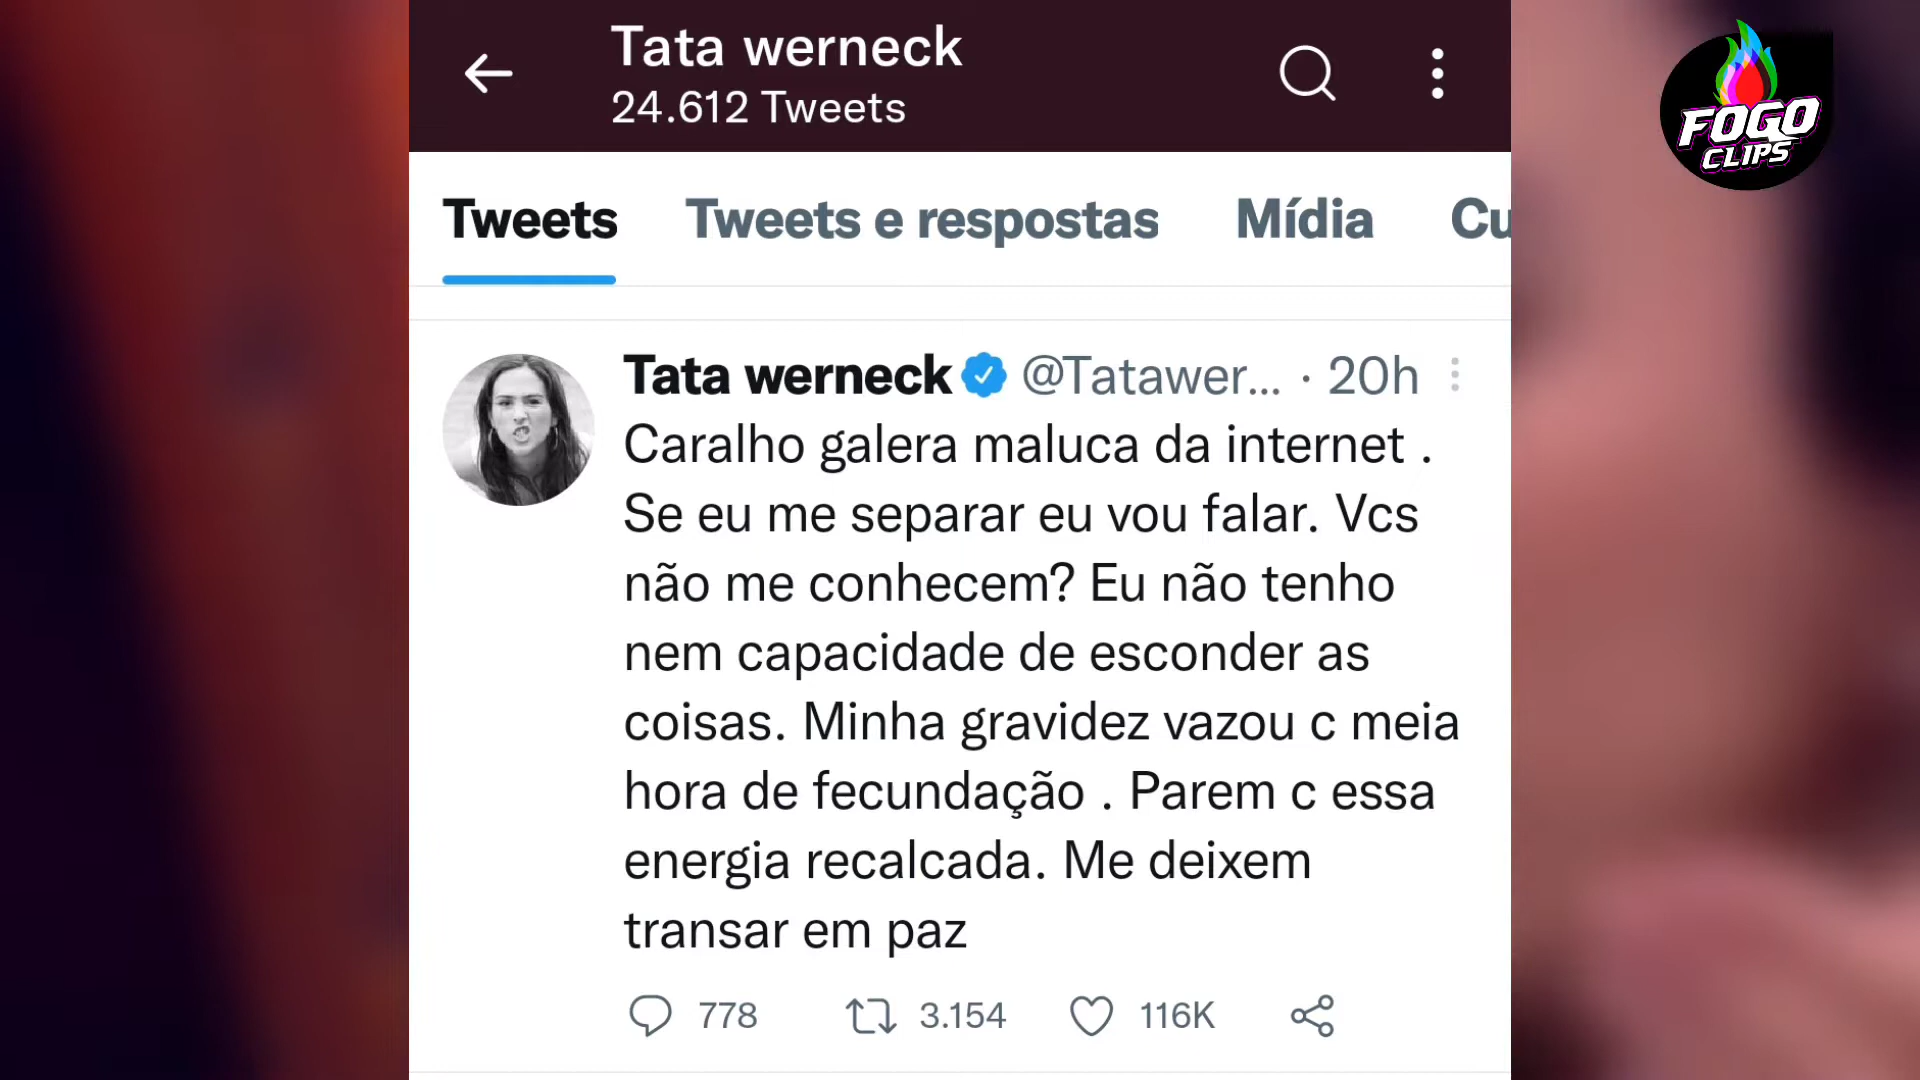 Tata werneck
24.612 Tweets
FOGO
CLIPS
Tweets Tweets e respostas Mídia Cu
Tata werneck @Tatawer... · 20h
Caralho galera maluca da internet .
Se eu me separar eu vou falar. Vcs
não me conhecem? Eu não tenho
nem capacidade de esconder as
coisas. Minha gravidez vazou c meia
hora de fecundação . Parem c essa
energia recalcada. Me deixem
transar em paz
778 3.154 116K